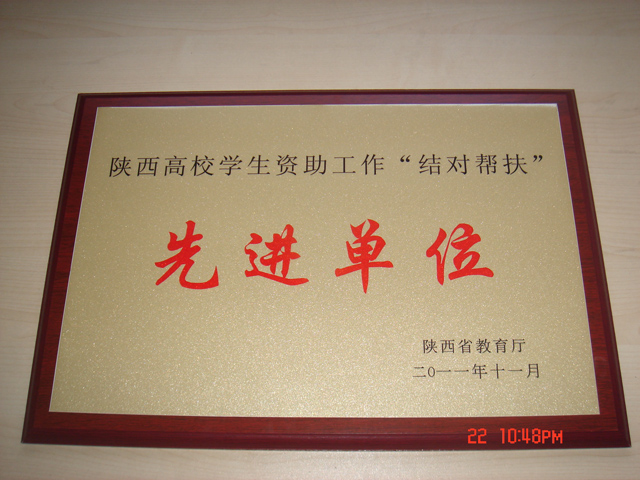 陕西高校学生资助工作“结对帮扶”
先进单位
陕西省教育厅
二0一一年十一月
22 10:48PM